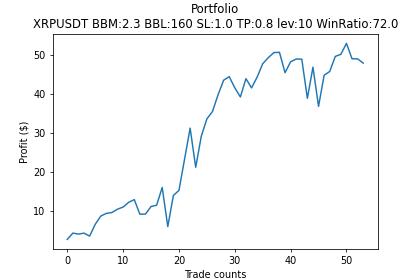 Portfolio
XRPUSDT BBM:2.3 BBL:160 SL:1.0 TP:0.8 lev:10 WinRatio:72.0
50
40
30
20
10
Profit ($)
0 10 20 30 40 50
Trade counts